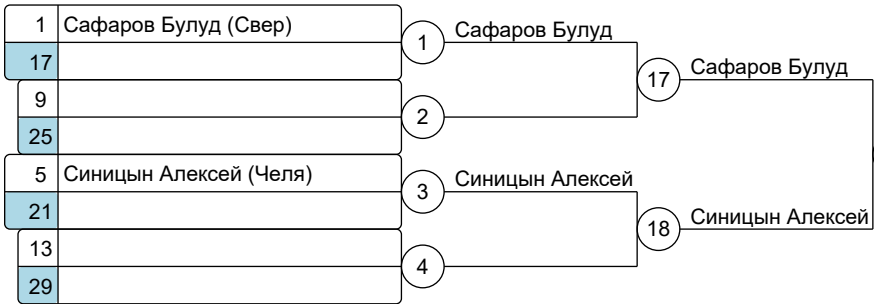 1 Сафаров Булуд (Свер)
17
1 Сафаров Булуд
9
25
2
17 Сафаров Булуд
5 Синицын Алексей (Челя)
21
3 Синицын Алексей
13
29
4
18 Синицын Алексей